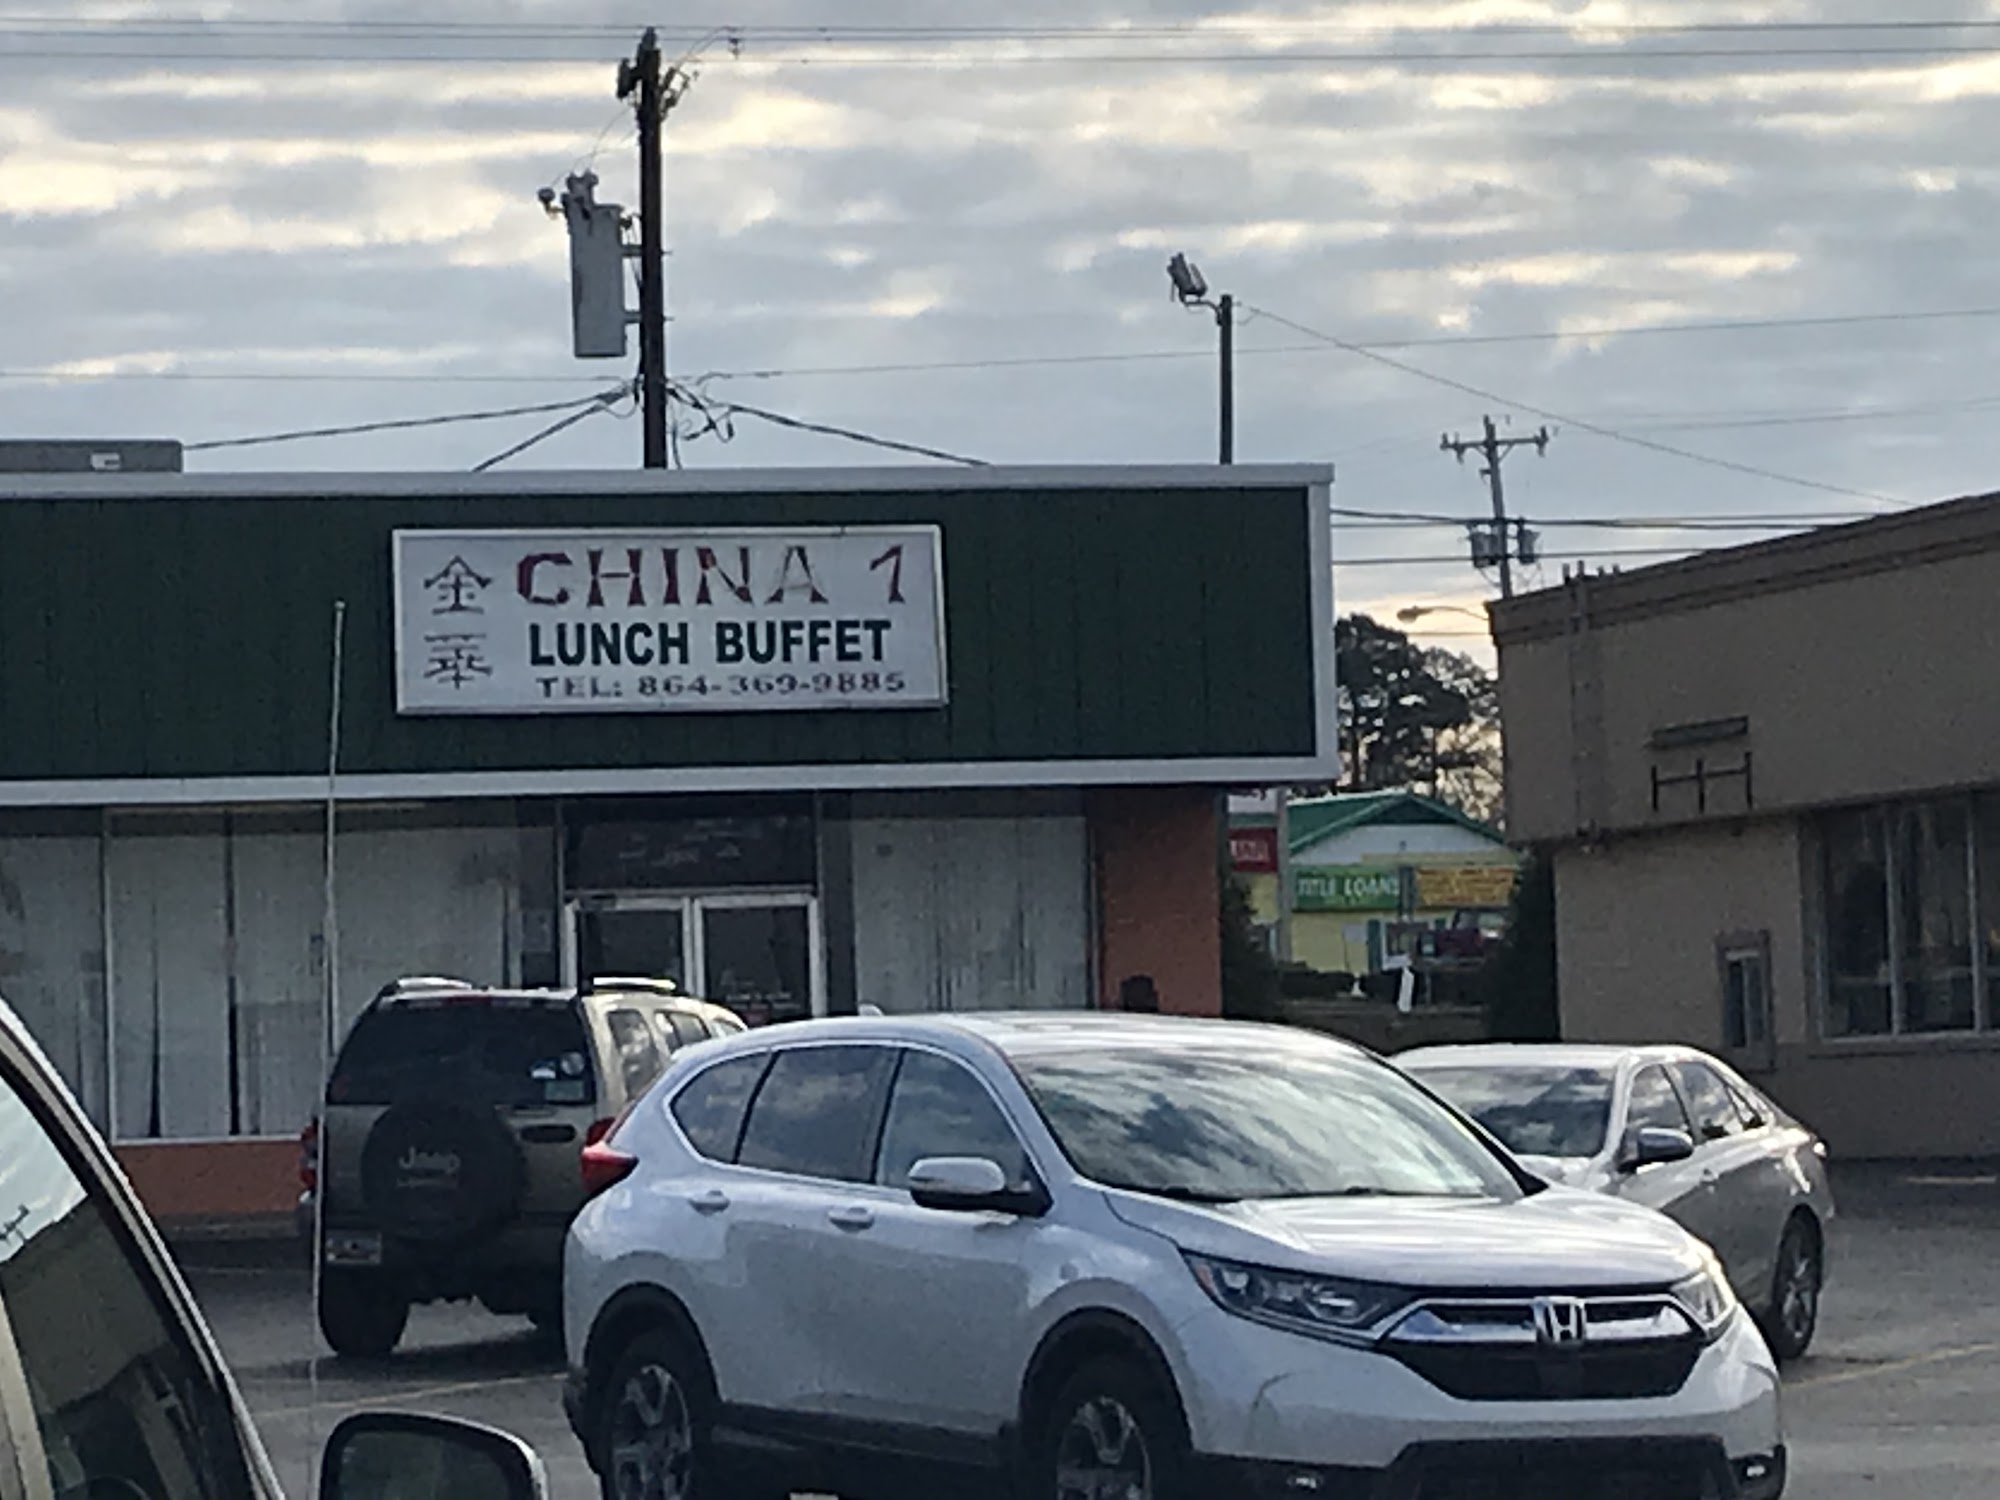 金
華
CHINA 1
LUNCH BUFFET
TEL: 864-369-9885
TITLE LOANS
Jeep